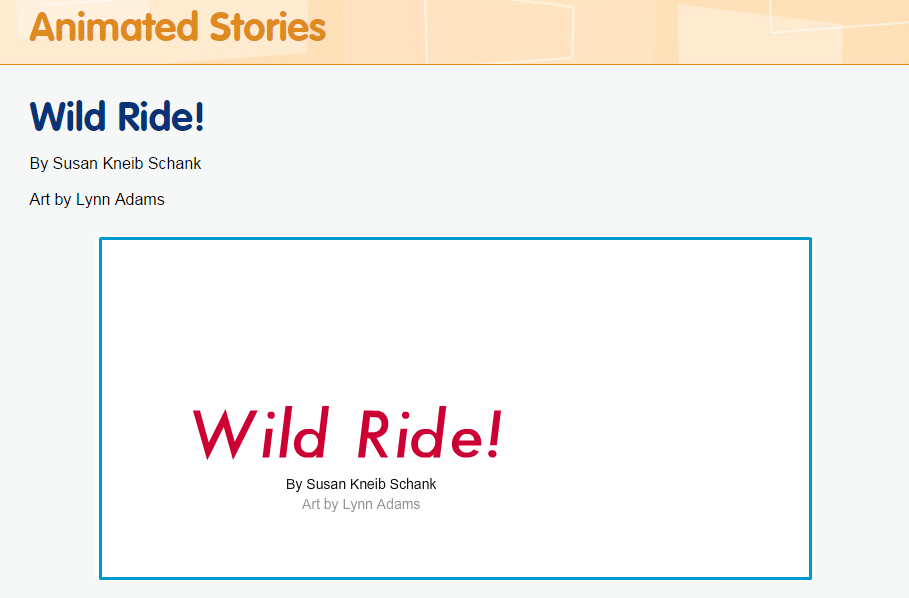 Animated Stories
Wild Ride!
By Susan Kneib Schank
Art by Lynn Adams
Wild Ride!
By Susan Kneib Schank
Art by Lynn Adams